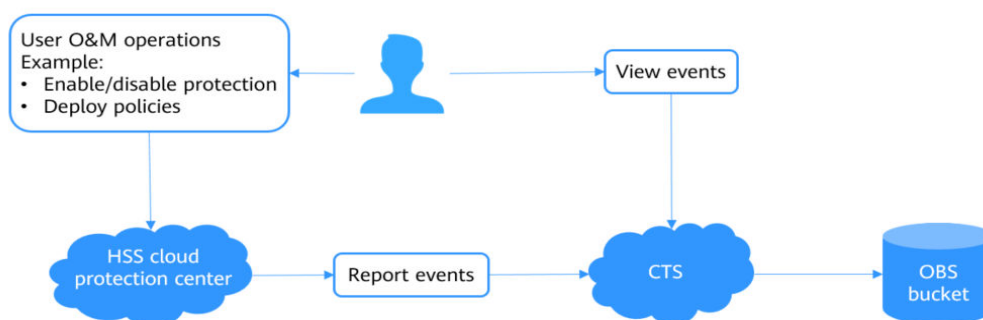 User O&M operations
Example:
• Enable/disable protection
• Deploy policies
View events
HSS cloud
protection center
Report events
CTS
OBS
bucket